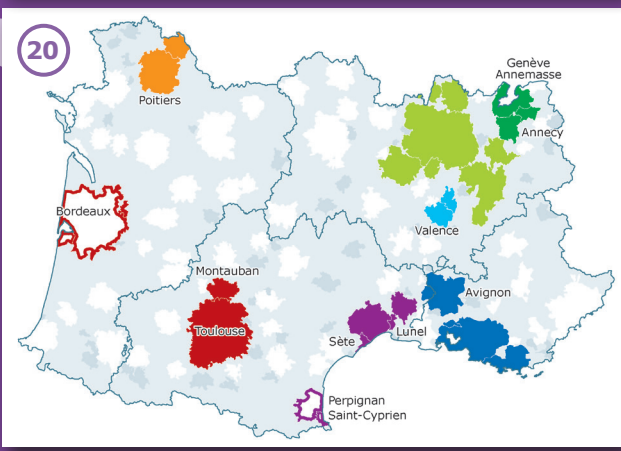 20
Poitiers
Genève
Annemasse
Annecy
Bordeaux
Valence
Montauban
Toulouse
Avignon
Sète
Lunel
Perpignan
Saint-Cyprien